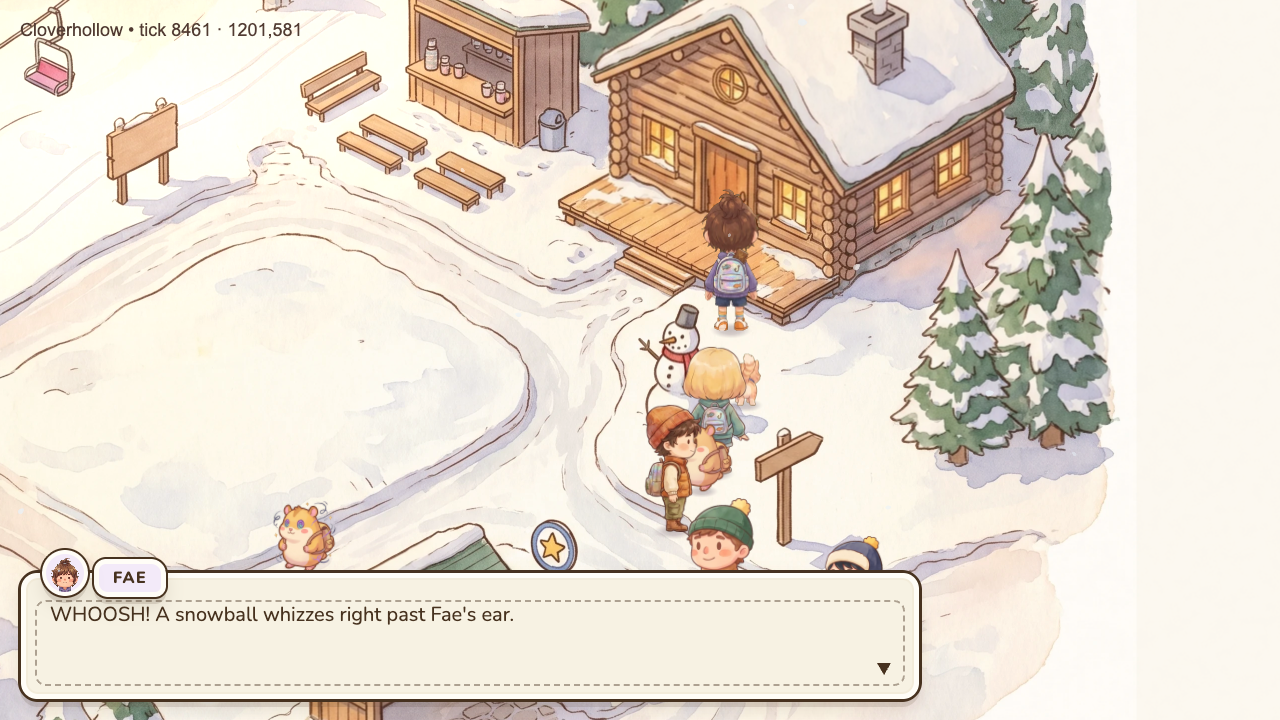 Cloverhollow • tick 8461 · 1201,581
FAE
WHOOSH! A snowball whizzes right past Fae's ear.